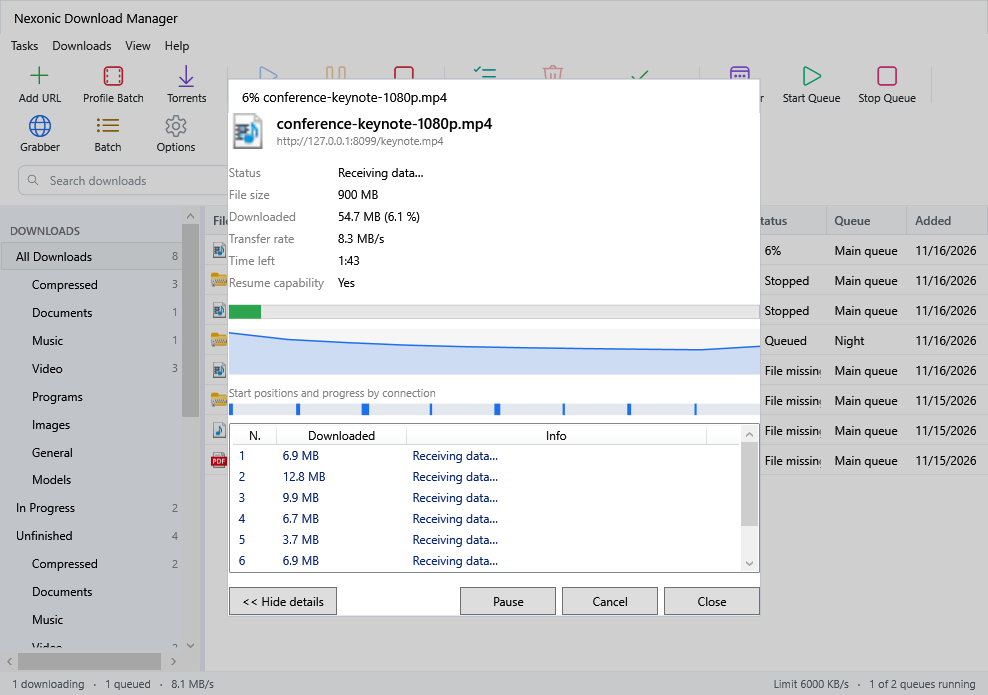 Nexonic Download Manager
Tasks Downloads View Help
Add URL Profile Batch Torrents Start Queue Stop Queue
Grabber Batch Options
Search downloads
6% conference-keynote-1080p.mp4
conference-keynote-1080p.mp4
http://127.0.0.1:8099/keynote.mp4
Status Receiving data...
File size 900 MB
Downloaded 54.7 MB (6.1 %)
Transfer rate 8.3 MB/s
Time left 1:43
Resume capability Yes
Start positions and progress by connection
N. Downloaded Info
1 6.9 MB Receiving data...
2 12.8 MB Receiving data...
3 9.9 MB Receiving data...
4 6.7 MB Receiving data...
5 3.7 MB Receiving data...
6 6.9 MB Receiving data...
<< Hide details Pause Cancel Close
DOWNLOADS
All Downloads 8
Compressed 3
Documents 1
Music 1
Video 3
Programs
Images
General
Models
In Progress 2
Unfinished 4
Compressed 2
Documents
Music
Video 2
Queue Added
6% Main queue 11/16/2026
Stopped Main queue 11/16/2026
Stopped Main queue 11/16/2026
Queued Night 11/16/2026
File missing Main queue 11/16/2026
File missing Main queue 11/15/2026
File missing Main queue 11/15/2026
File missing Main queue 11/15/2026
PDF
1 downloading · 1 queued · 8.1 MB/s
Limit 6000 KB/s · 1 of 2 queues running